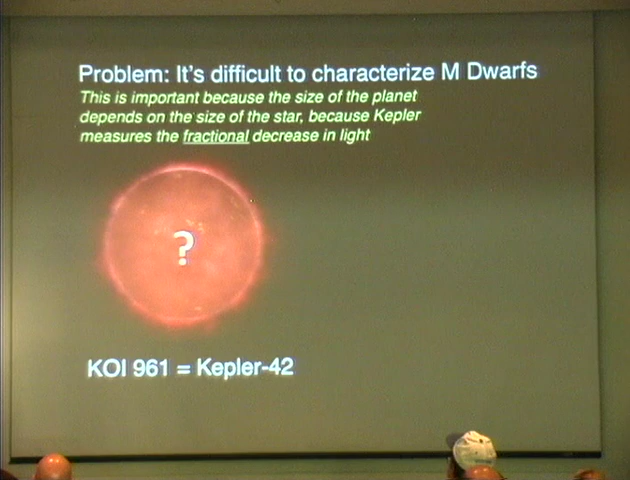 Problem: It's difficult to characterize M Dwarfs
This is important because the size of the planet
depends on the size of the star, because Kepler
measures the fractional decrease in light
?
KOI 961 = Kepler-42